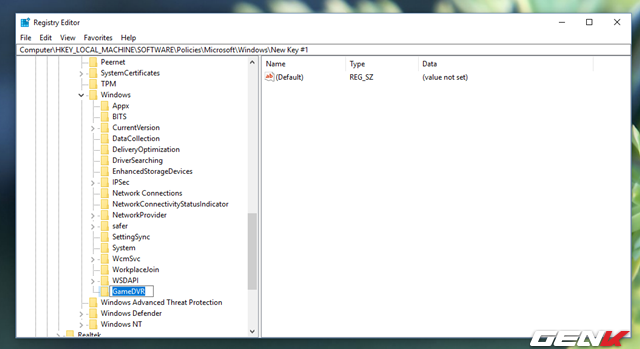 Registry Editor
File Edit View Favorites Help
Computer\HKEY_LOCAL_MACHINE\SOFTWARE\Policies\Microsoft\Windows\New Key #1
Peernet
SystemCertificates
TPM
Windows
Appx
BITS
CurrentVersion
DataCollection
DeliveryOptimization
DriverSearching
EnhancedStorageDevices
IPSec
Network Connections
NetworkConnectivityStatusIndicator
NetworkProvider
safer
SettingSync
System
WcmSvc
WorkplaceJoin
WSDAPI
GameDVR
Windows Advanced Threat Protection
Windows Defender
Windows NT
Realtek
Name Type Data
ab (Default) REG_SZ (value not set)
GENK